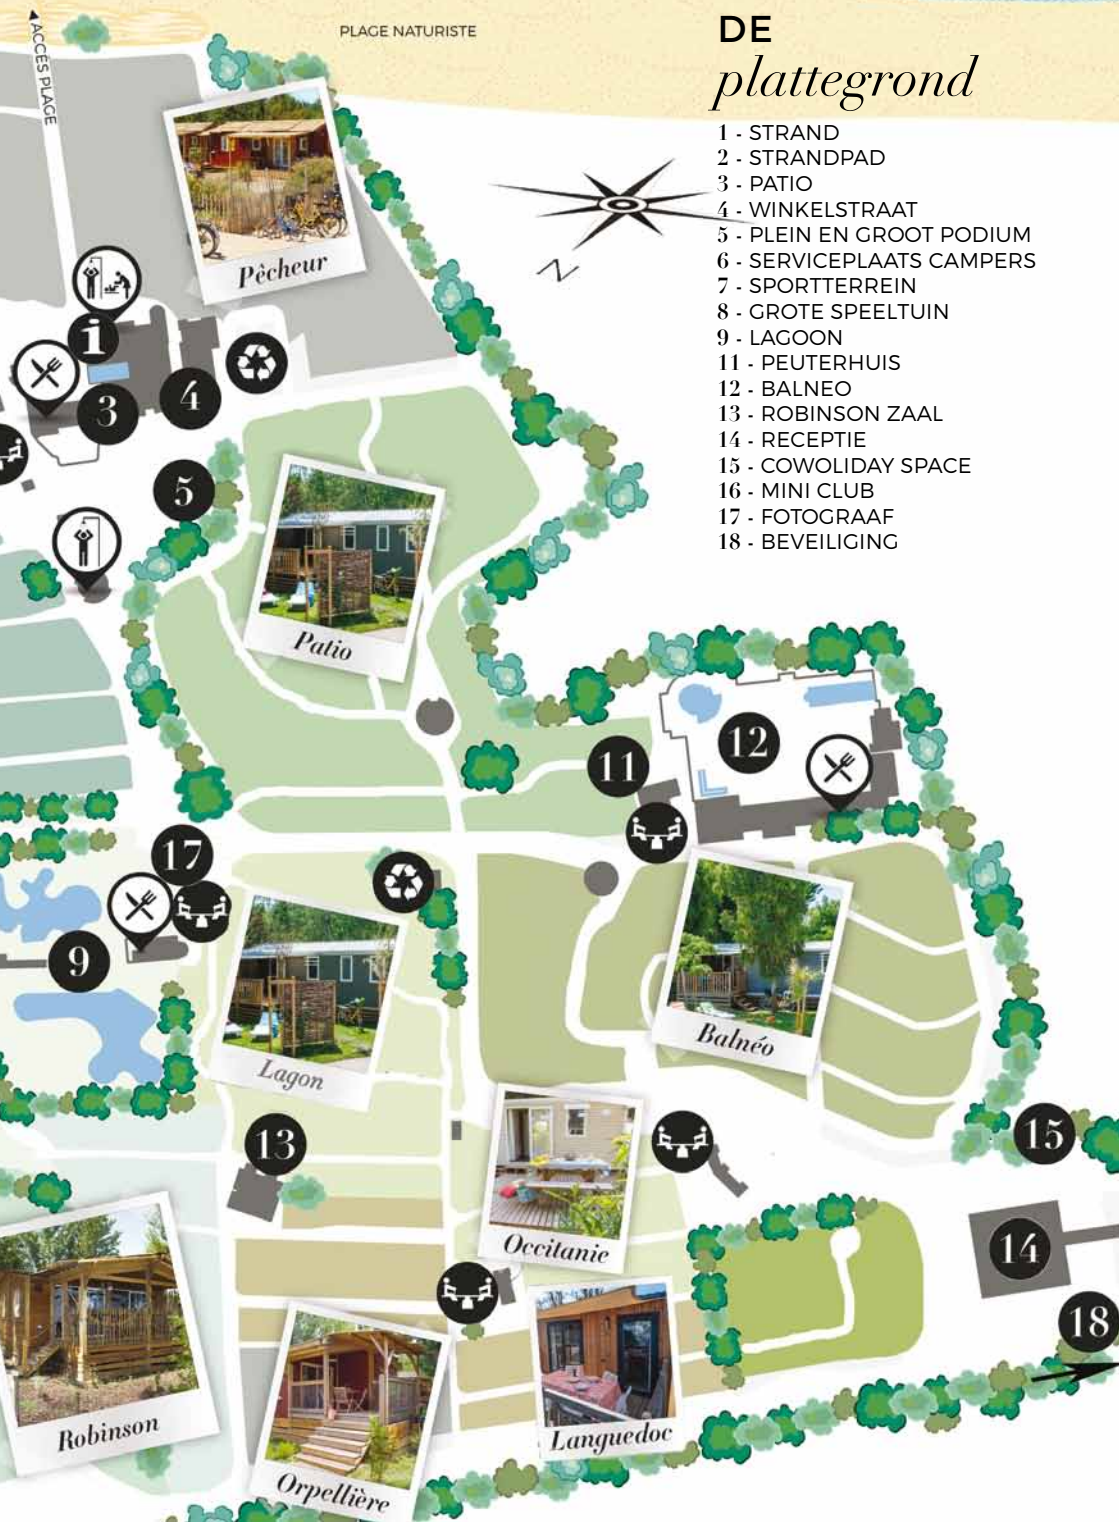 ACCÈS PLAGE
PLAGE NATURISTE
DE
plattegrond
1 - STRAND
2 - STRANDPAD
3 - PATIO
4 - WINKELSTRAAT
5 - PLEIN EN GROOT PODIUM
6 - SERVICEPLAATS CAMPERS
7 - SPORTTERREIN
8 - GROTE SPEELTUIN
9 - LAGOON
11 - PEUTERHUIS
12 - BALNEO
13 - ROBINSON ZAAL
14 - RECEPTIE
15 - COWOLIDAY SPACE
16 - MINI CLUB
17 - FOTOGRAAF
18 - BEVEILIGING
N
Pêcheur
i
3
4
5
Patio
12
11
17
9
Lagon
Balnéo
13
15
Occitanie
14
18
Robinson
Languedoc
Orpellière